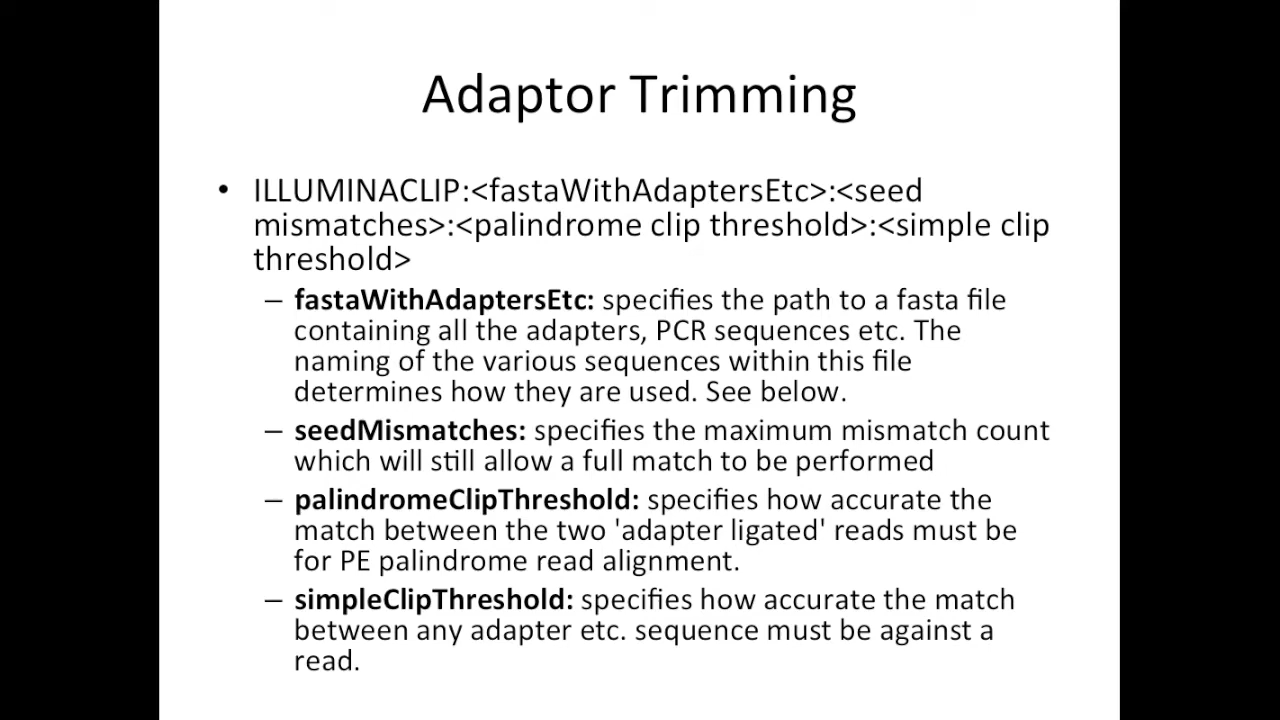 Adaptor Trimming
• ILLUMINACLIP:<fastaWithAdaptersEtc>:<seed
mismatches>:<palindrome clip threshold>:<simple clip
threshold>
– fastaWithAdaptersEtc: specifies the path to a fasta file
containing all the adapters, PCR sequences etc. The
naming of the various sequences within this file
determines how they are used. See below.
– seedMismatches: specifies the maximum mismatch count
which will still allow a full match to be performed
– palindromeClipThreshold: specifies how accurate the
match between the two 'adapter ligated' reads must be
for PE palindrome read alignment.
– simpleClipThreshold: specifies how accurate the match
between any adapter etc. sequence must be against a
read.